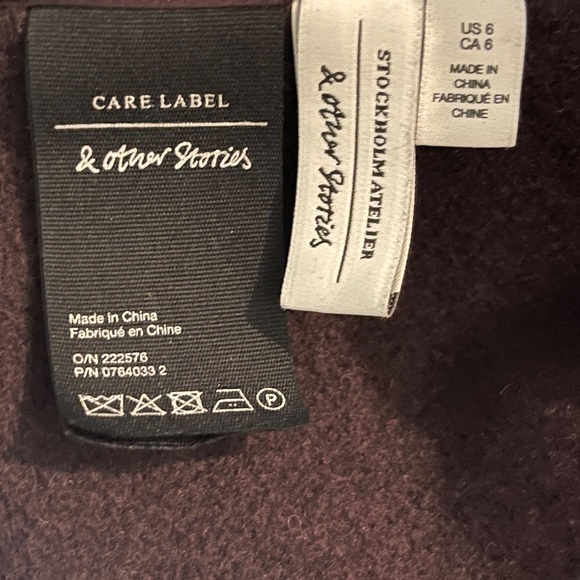 CARE LABEL
& other Stories
Made in China
Fabriqué en Chine
O/N 222576
P/N 0764033 2
P
STOCKHOLM ATELIER
& other Stories
US 6
CA 6
MADE IN
CHINA
FABRIQUÉ EN
CHINE